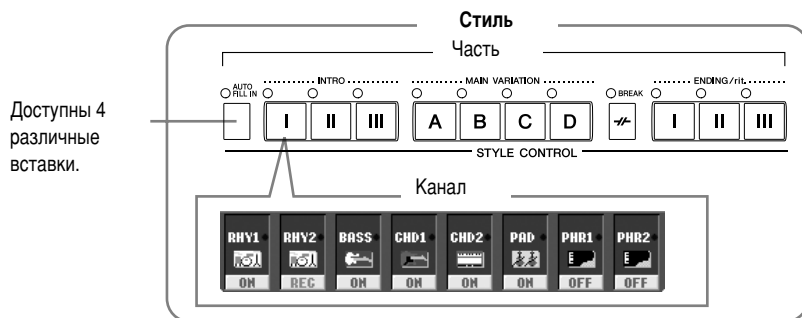 Стиль
Часть
AUTO FILL IN
INTRO
MAIN VARIATION
BREAK
ENDING/rit.
I II III A B C D I II III
STYLE CONTROL
Доступны 4
различные
вставки.
Канал
RHY1 RHY2 BASS CHD1 CHD2 PAD PHR1 PHR2
ON REC ON ON ON ON OFF OFF